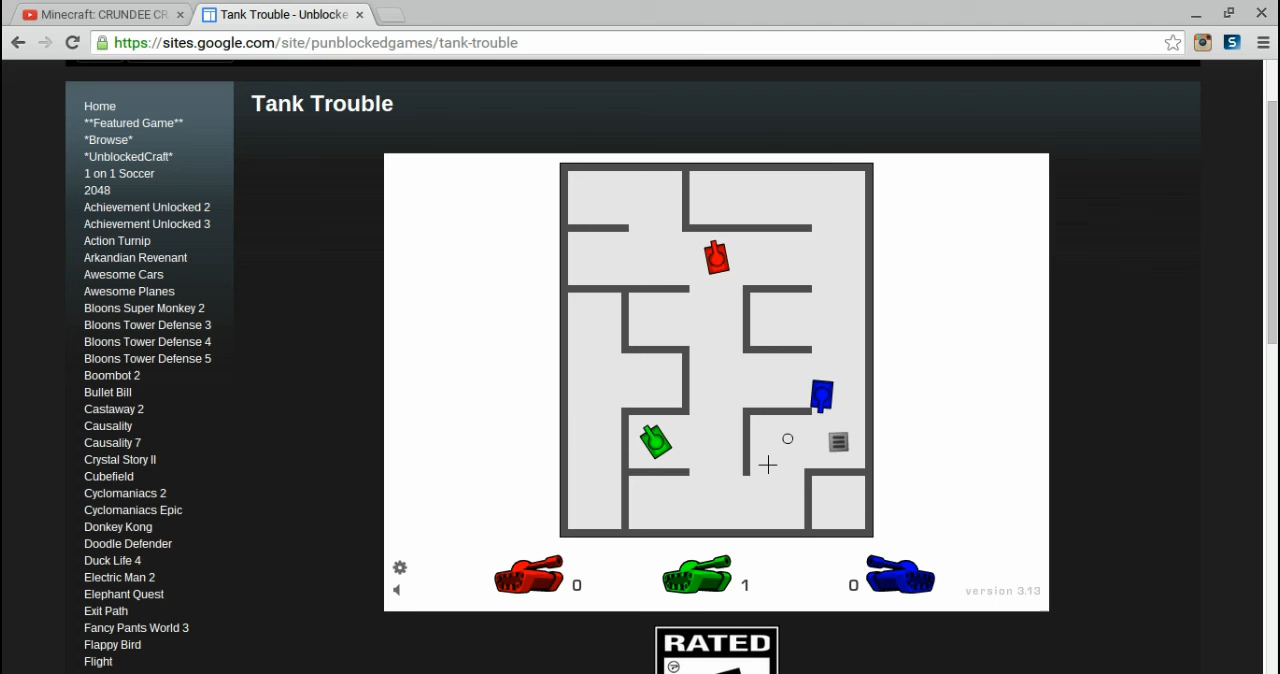 Minecraft: CRUNDEE CR
Tank Trouble - Unblocke
https://sites.google.com/site/punblockedgames/tank-trouble
S
Tank Trouble
Home
**Featured Game**
*Browse*
*UnblockedCraft*
1 on 1 Soccer
2048
Achievement Unlocked 2
Achievement Unlocked 3
Action Turnip
Arkandian Revenant
Awesome Cars
Awesome Planes
Bloons Super Monkey 2
Bloons Tower Defense 3
Bloons Tower Defense 4
Bloons Tower Defense 5
Boombot 2
Bullet Bill
Castaway 2
Causality
Causality 7
Crystal Story II
Cubefield
Cyclomaniacs 2
Cyclomaniacs Epic
Donkey Kong
Doodle Defender
Duck Life 4
Electric Man 2
Elephant Quest
Exit Path
Fancy Pants World 3
Flappy Bird
Flight
0
1
0
version 3.13
RATED